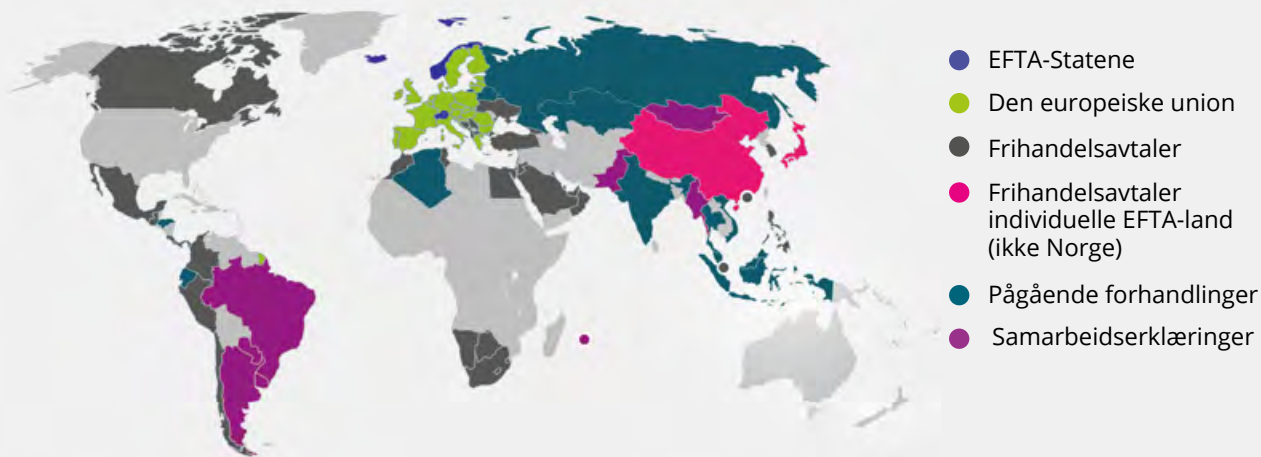 EFTA-Statene
Den europeiske union
Frihandelsavtaler
Frihandelsavtaler
individuelle EFTA-land
(ikke Norge)
Pågående forhandlinger
Samarbeidserklæringer